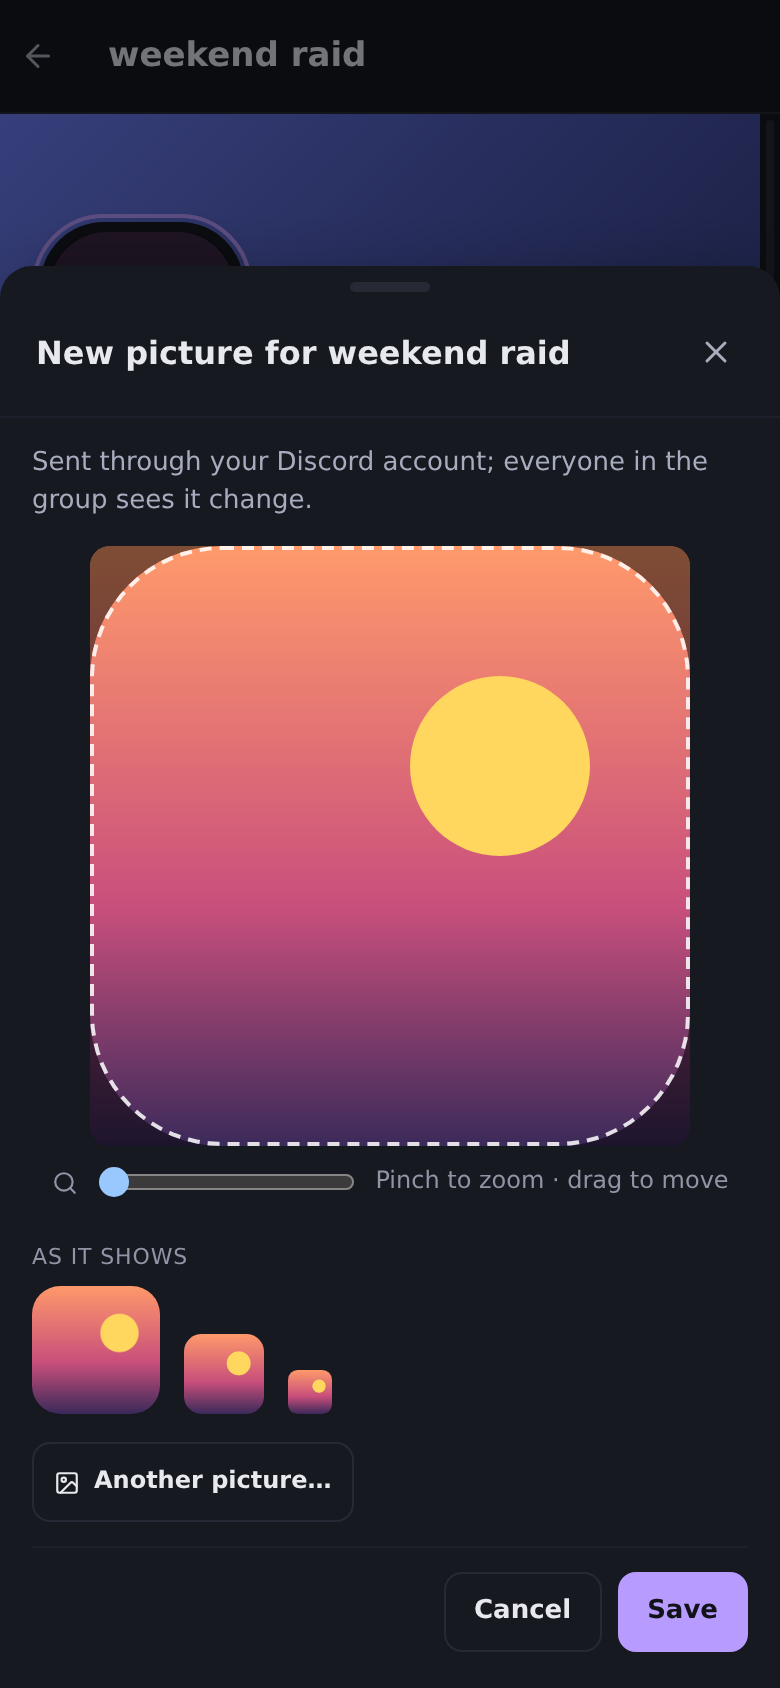 weekend raid
New picture for weekend raid
Sent through your Discord account; everyone in the
group sees it change.
Pinch to zoom · drag to move
AS IT SHOWS
Another picture…
Cancel
Save